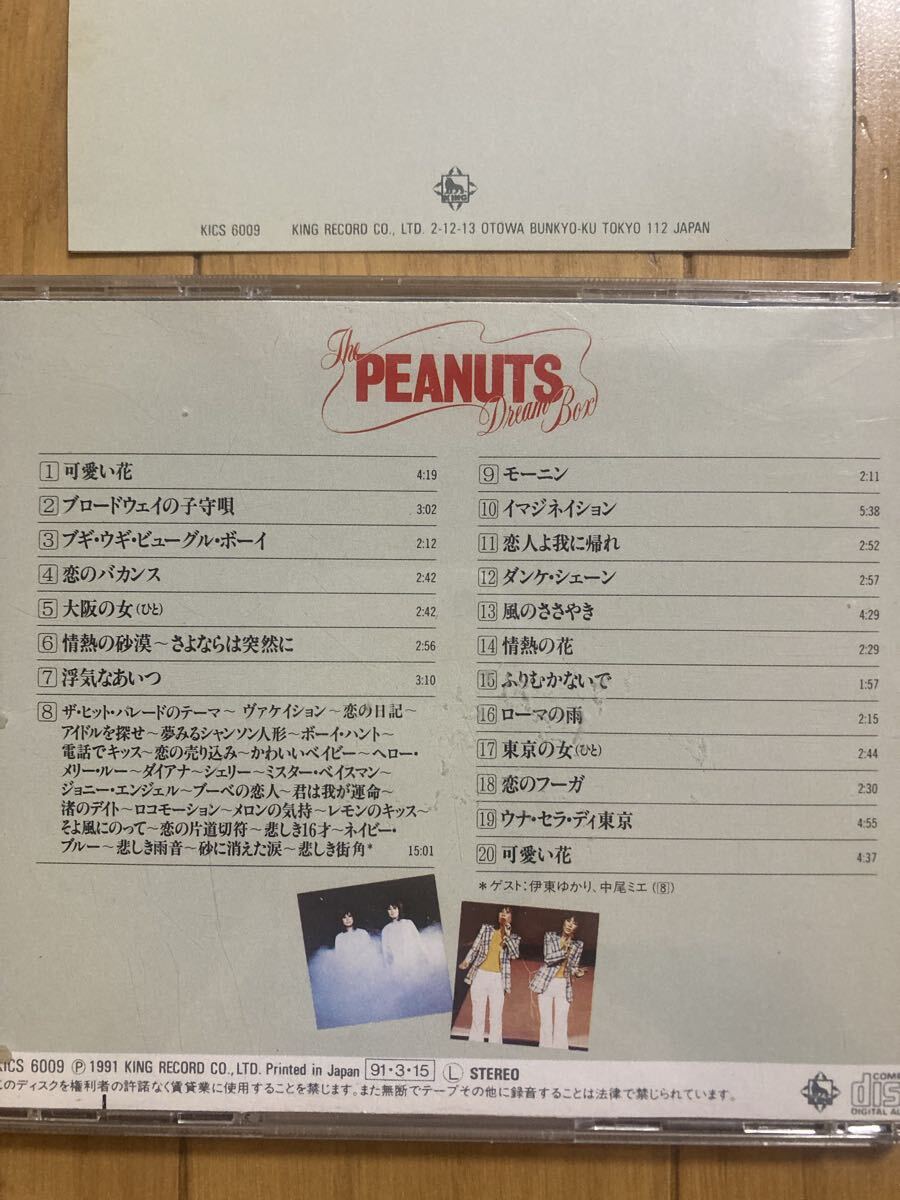 KING
KICS 6009 KING RECORD CO., LTD. 2-12-13 OTOWA BUNKYO-KU TOKYO 112 JAPAN
The
PEANUTS
Dream Box
1 可愛い花 4:19
2 ブロードウェイの子守唄 3:02
3 ブギ・ウギ・ビューグル・ボーイ 2:12
4 恋のバカンス 2:42
5 大阪の女(ひと) 2:42
6 情熱の砂漠～さよならは突然に 2:56
7 浮気なあいつ 3:10
8 ザ・ヒット・パレードのテーマ～ ヴァケイション～恋の日記～
アイドルを探せ～夢みるシャンソン人形～ボーイ・ハント～
電話でキッス～恋の売り込み～かわいいベイビー～ヘロー・
メリー・ルー～ダイアナ～シェリー～ミスター・ベイスマン～
ジョニー・エンジェル～ブーベの恋人～君は我が運命～
渚のデイト～ロコモーション～メロンの気持～レモンのキッス～
そよ風にのって～恋の片道切符～悲しき16才～ネイビー・
ブルー～悲しき雨音～砂に消えた涙～悲しき街角* 15:01
9 モーニン 2:11
10 イマジネイション 5:38
11 恋人よ我に帰れ 2:52
12 ダンケ・シェーン 2:57
13 風のささやき 4:29
14 情熱の花 2:29
15 ふりむかないで 1:57
16 ローマの雨 2:15
17 東京の女(ひと) 2:44
18 恋のフーガ 2:30
19 ウナ・セラ・ディ東京 4:55
20 可愛い花 4:37
*ゲスト:伊東ゆかり、中尾ミエ(8)
KICS 6009 Ⓟ 1991 KING RECORD CO., LTD. Printed in Japan 91・3・15 Ⓛ STEREO
このディスクを権利者の許諾なく賃貸業に使用することを禁じます。また無断でテープその他に録音することは法律で禁じられています。
COMP
disc
DIGITAL AU